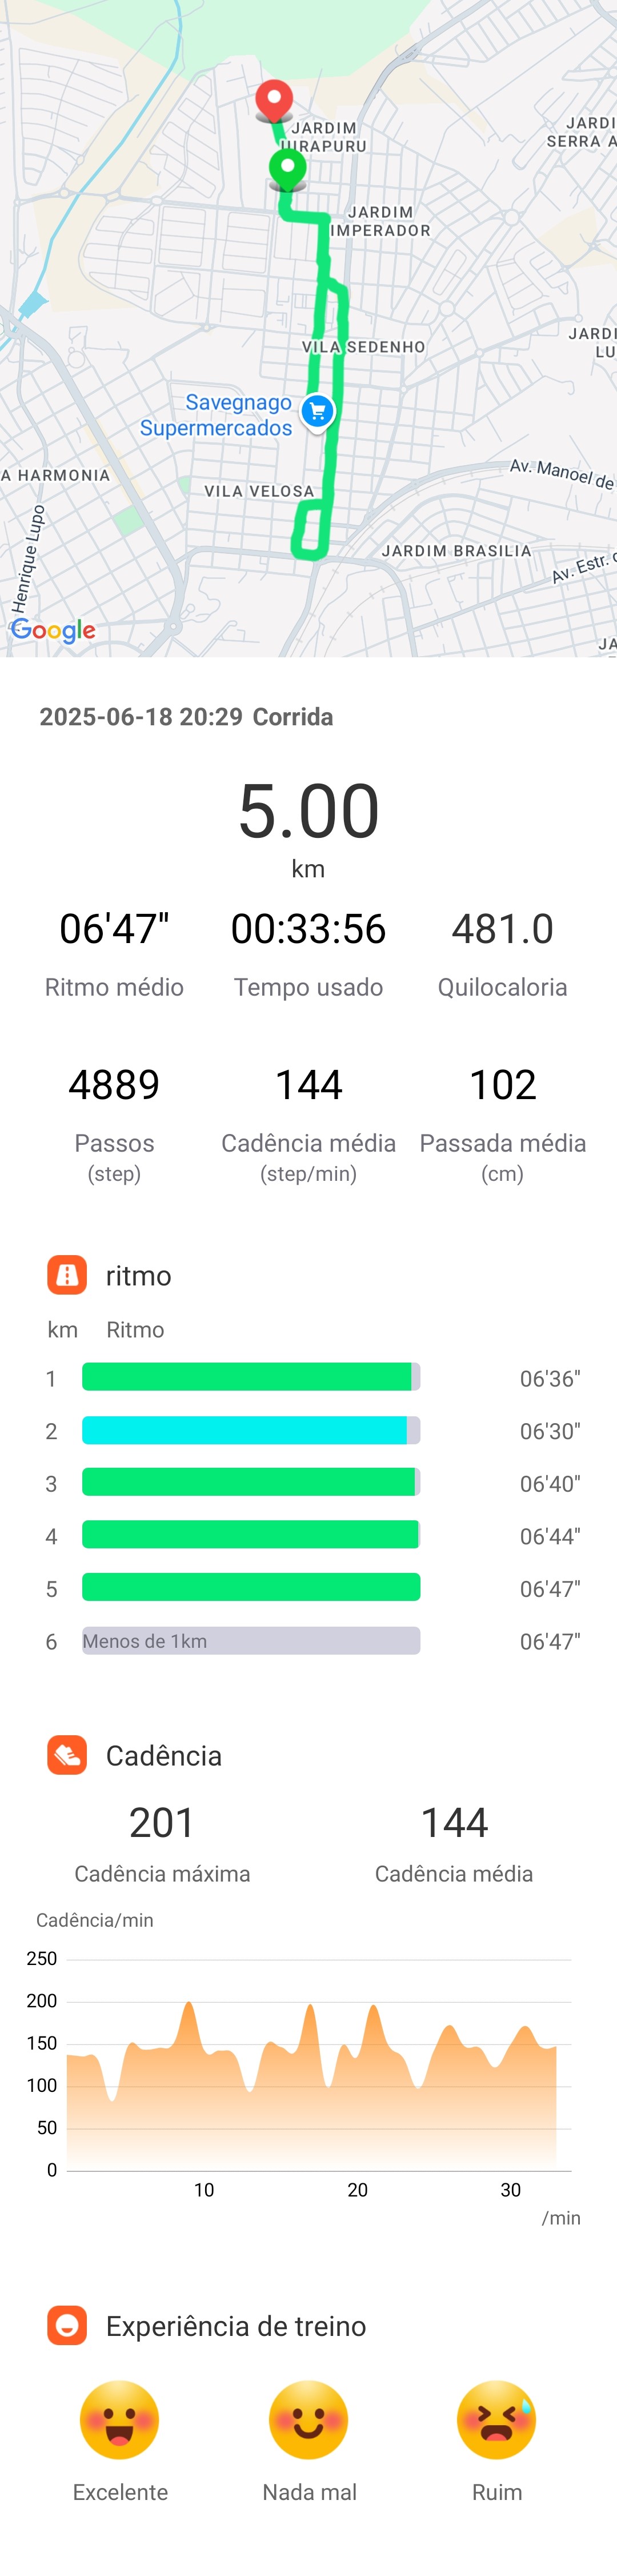 JARDIM
JARDI
SERRA A
JARDIM
IMPERADOR
JARDI
LU
VILA SEDENHO
Savegnago
Supermercados
A HARMONIA
Av. Manoel de
VILA VELOSA
Henrique Lupo
JARDIM BRASILIA
Av. Estr.
Google
JA
2025-06-18 20:29 Corrida
5.00
km
06'47" 00:33:56 481.0
Ritmo médio Tempo usado Quilocaloria
4889 144 102
Passos Cadência média Passada média
(step) (step/min) (cm)
ritmo
km Ritmo
1 06'36"
2 06'30"
3 06'40"
4 06'44"
5 06'47"
6 Menos de 1km 06'47"
Cadência
201 144
Cadência máxima Cadência média
Cadência/min
250
200
150
100
50
0
10 20 30
/min
Experiência de treino
Excelente Nada mal Ruim